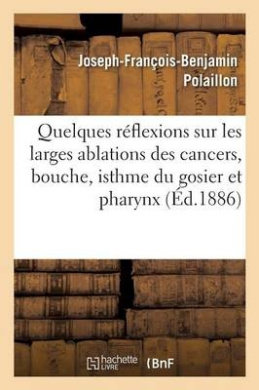 Joseph-François-Benjamin
Polaillon
Quelques réflexions sur les larges ablations des cancers, bouche, isthme du gosier et pharynx (Éd.1886)
hachette
LIVRE
(BnF